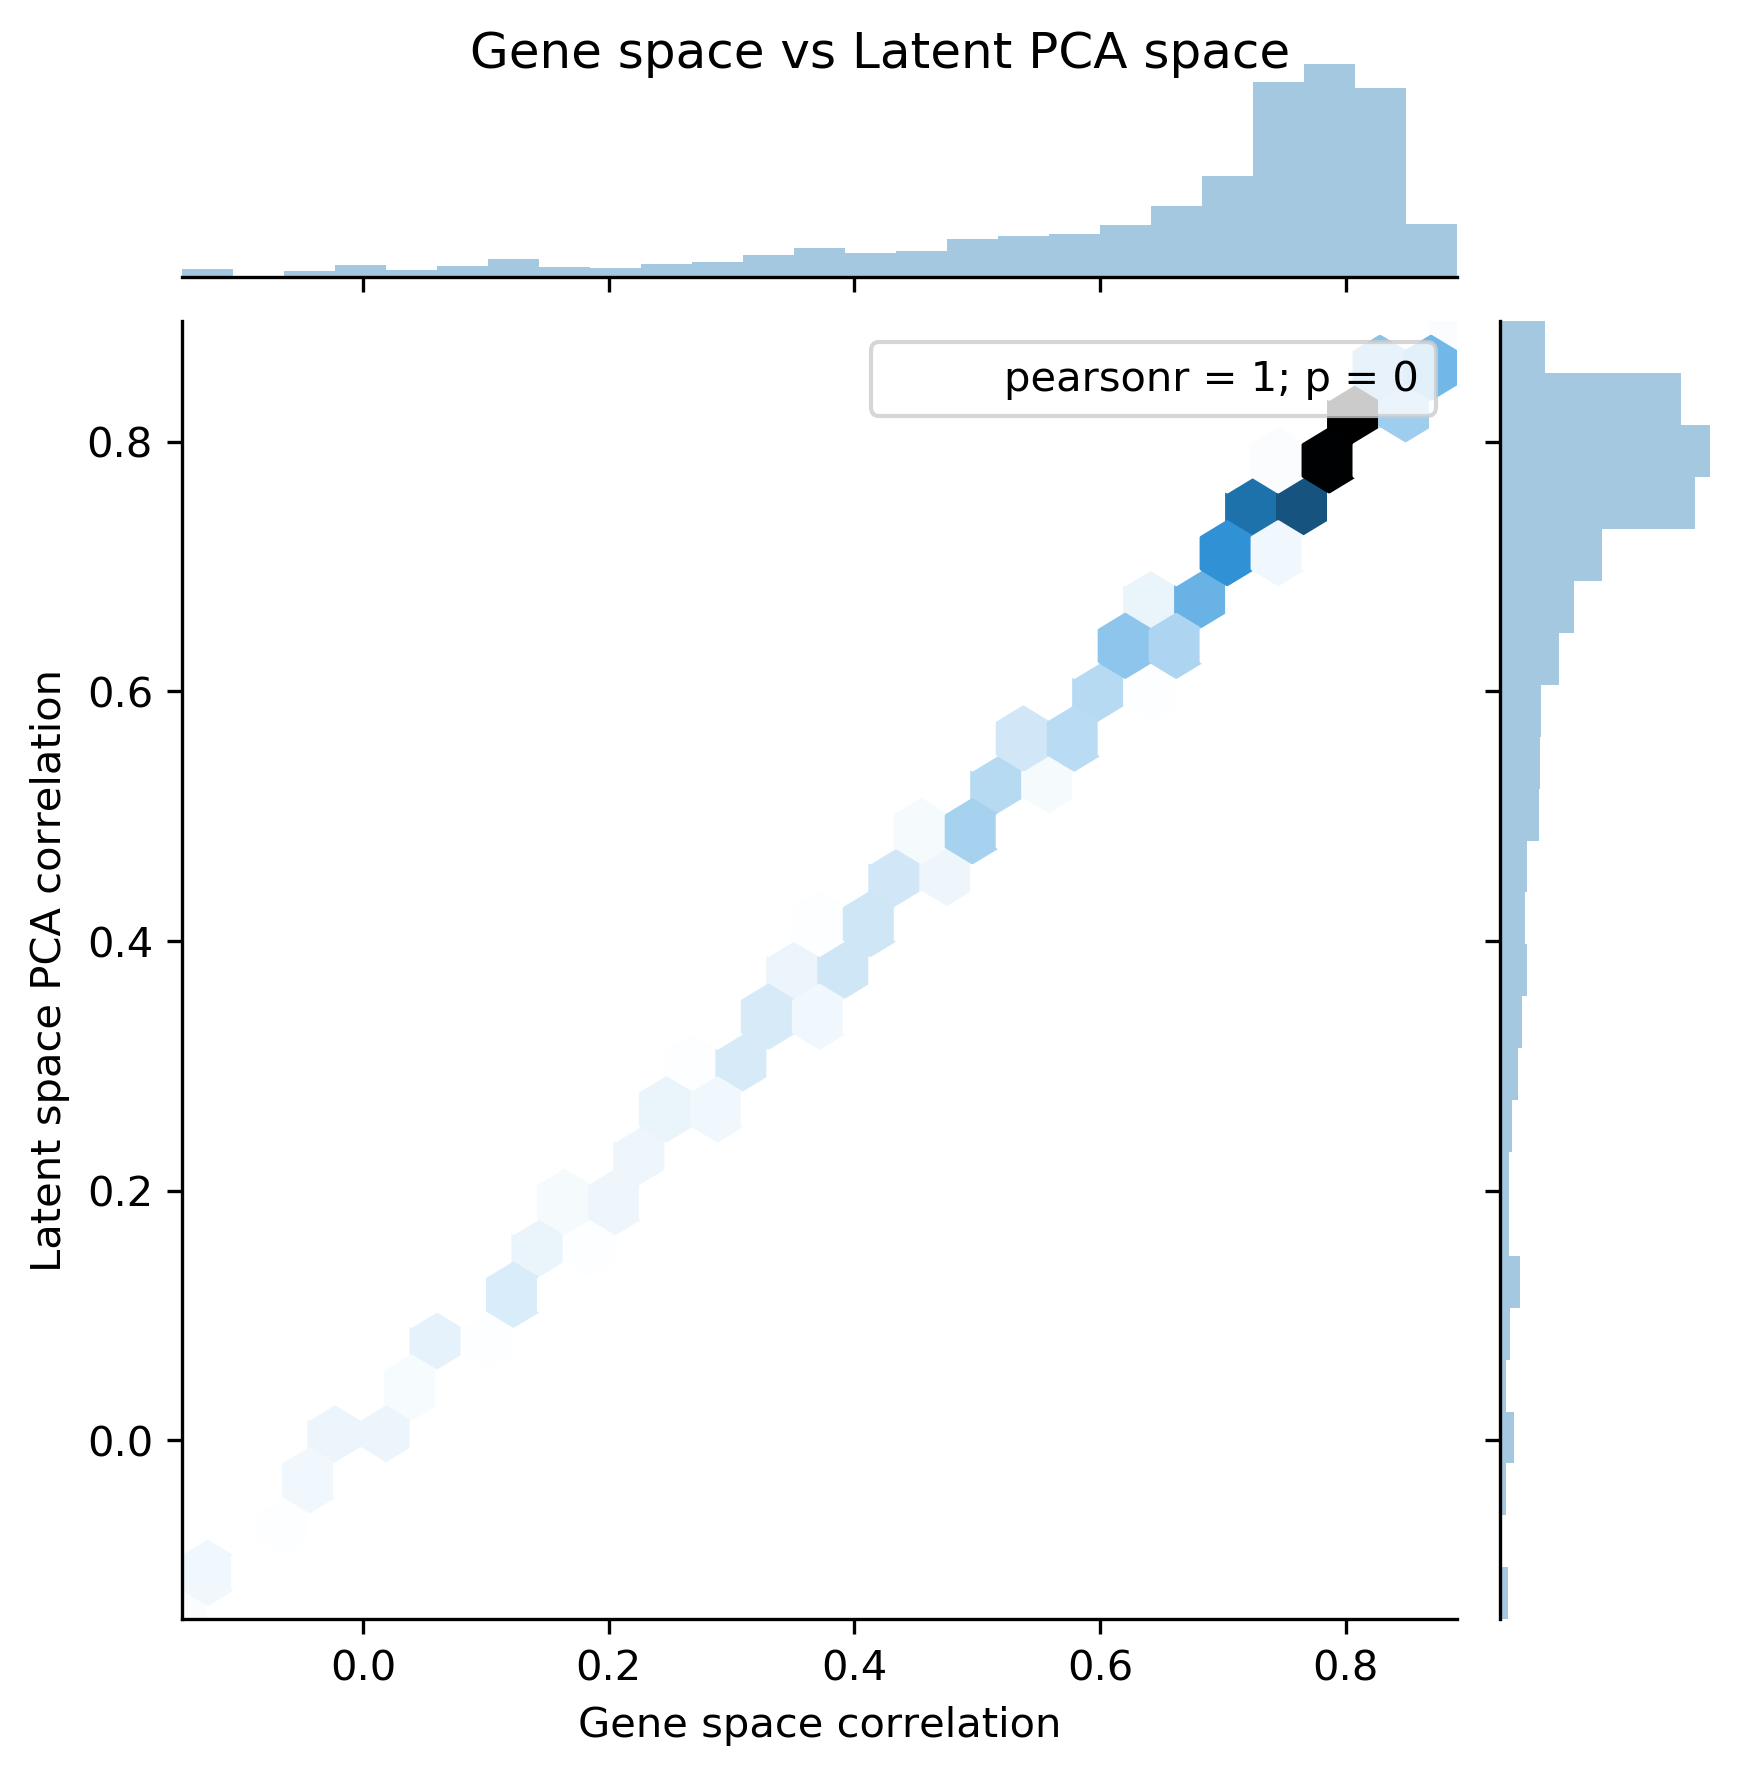 Gene space vs Latent PCA space
pearsonr = 1; p = 0
0.8
0.6
0.4
0.2
0.0
Latent space PCA correlation
0.0 0.2 0.4 0.6 0.8
Gene space correlation